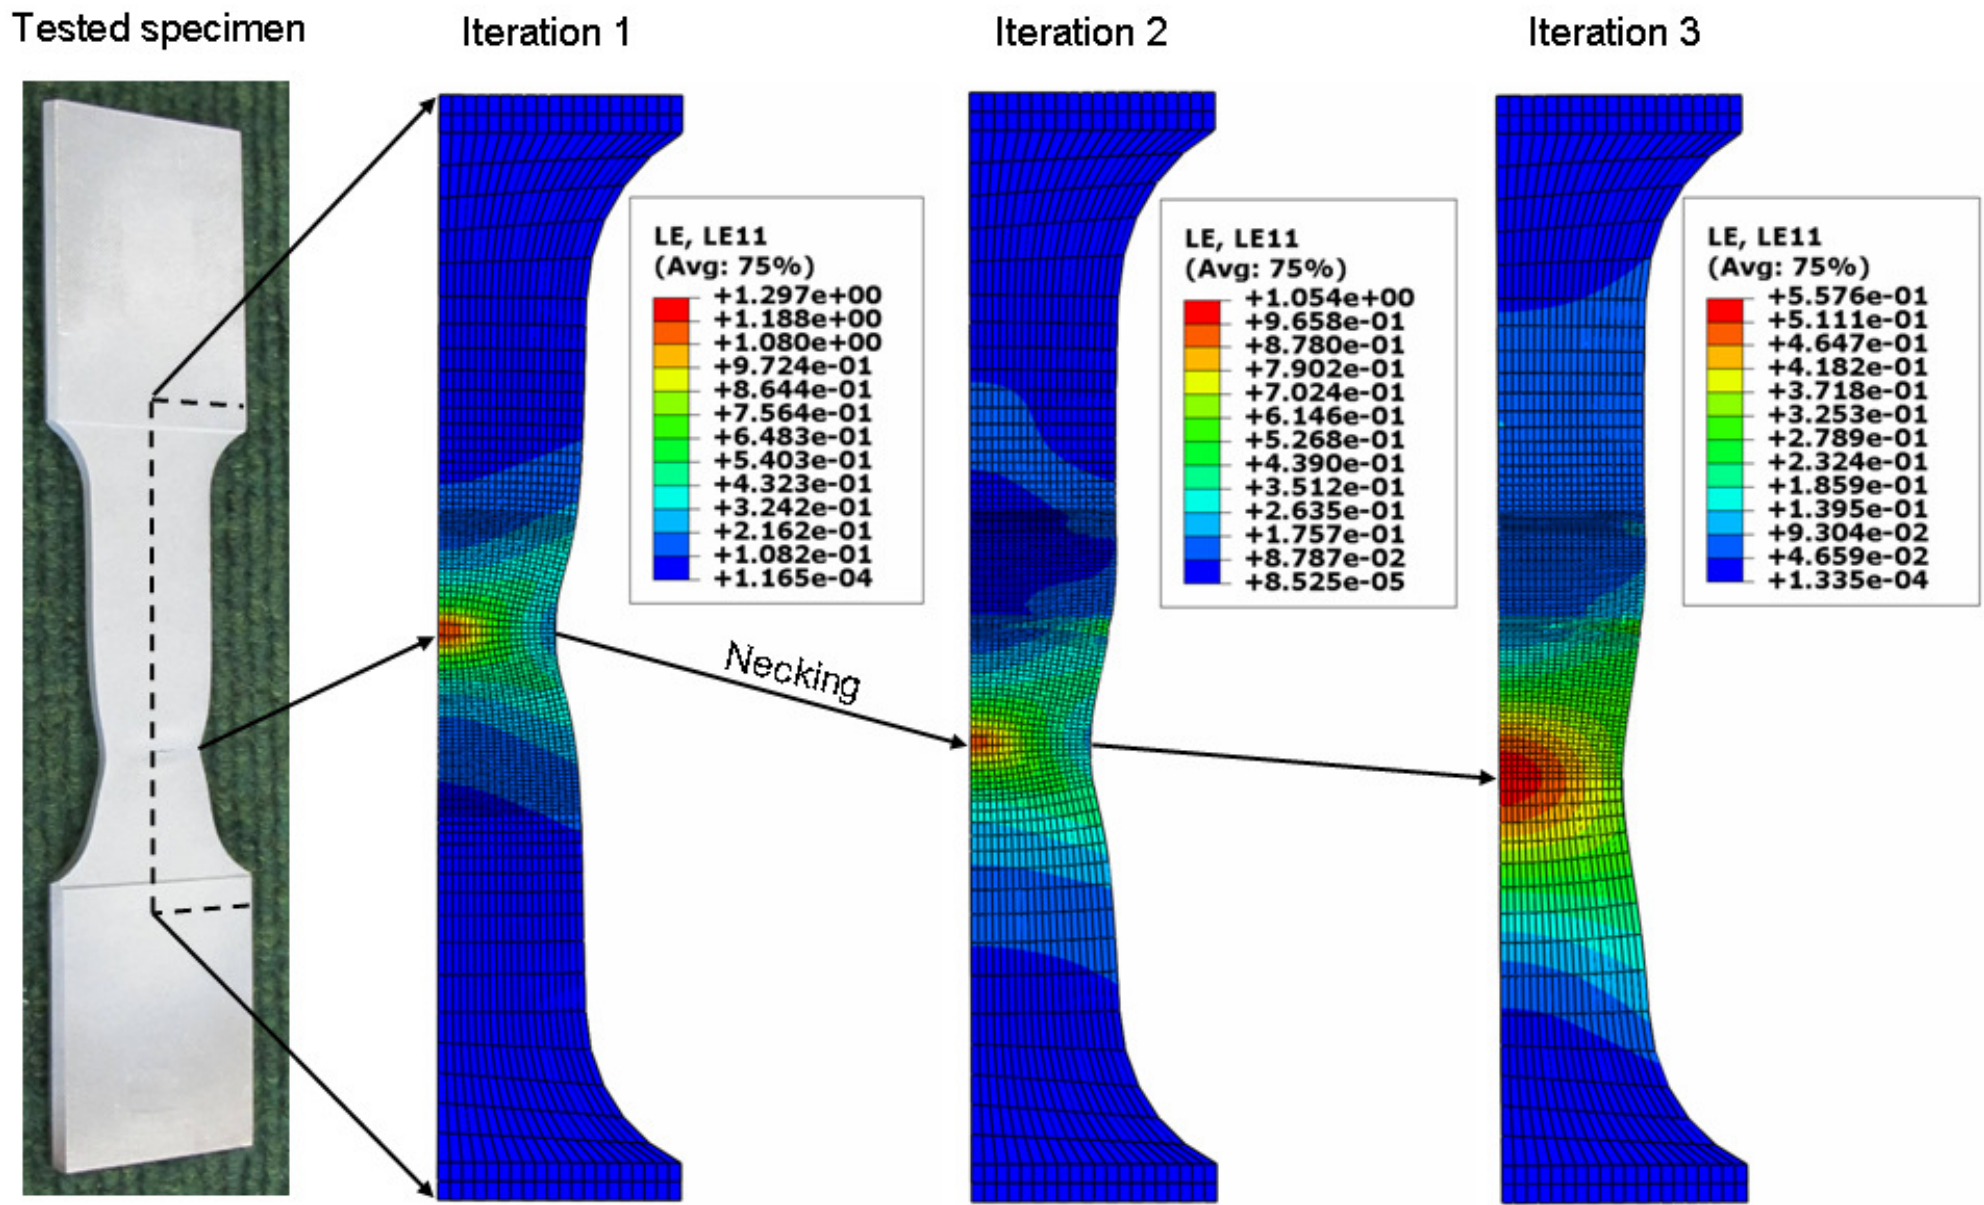 Tested specimen
Iteration 1
Iteration 2
Iteration 3
LE, LE11
(Avg: 75%)
+1.297e+00
+1.188e+00
+1.080e+00
+9.724e-01
+8.644e-01
+7.564e-01
+6.483e-01
+5.403e-01
+4.323e-01
+3.242e-01
+2.162e-01
+1.082e-01
+1.165e-04
LE, LE11
(Avg: 75%)
+1.054e+00
+9.658e-01
+8.780e-01
+7.902e-01
+7.024e-01
+6.146e-01
+5.268e-01
+4.390e-01
+3.512e-01
+2.635e-01
+1.757e-01
+8.787e-02
+8.525e-05
LE, LE11
(Avg: 75%)
+5.576e-01
+5.111e-01
+4.647e-01
+4.182e-01
+3.718e-01
+3.253e-01
+2.789e-01
+2.324e-01
+1.859e-01
+1.395e-01
+9.304e-02
+4.659e-02
+1.335e-04
Necking